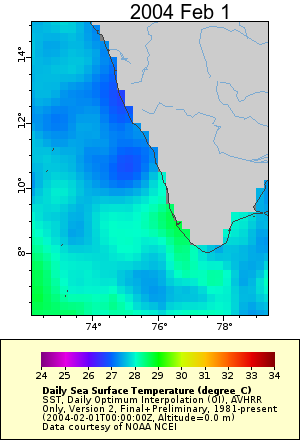 2004 Feb 1
14°
12°
10°
8°
74° 76° 78°
24 25 26 27 28 29 30 31 32 33 34
Daily Sea Surface Temperature (degree_C)
SST, Daily Optimum Interpolation (OI), AVHRR
Only, Version 2, Final+Preliminary, 1981-present
(2004-02-01T00:00:00Z, Altitude=0.0 m)
Data courtesy of NOAA NCEI